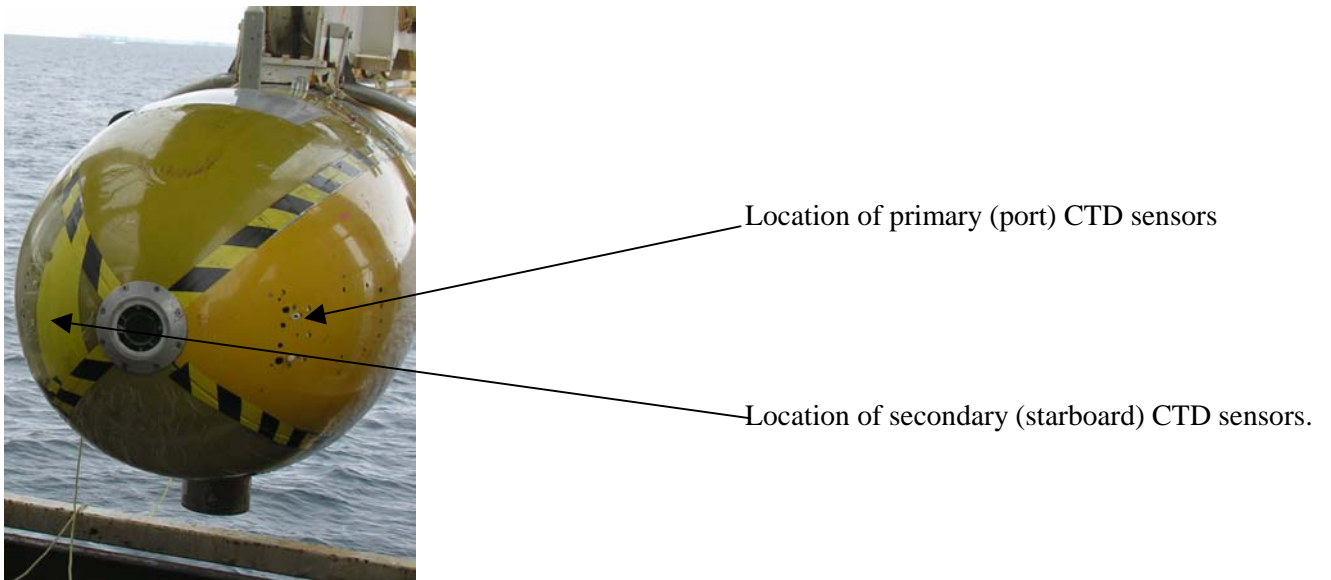 Location of primary (port) CTD sensors
Location of secondary (starboard) CTD sensors.